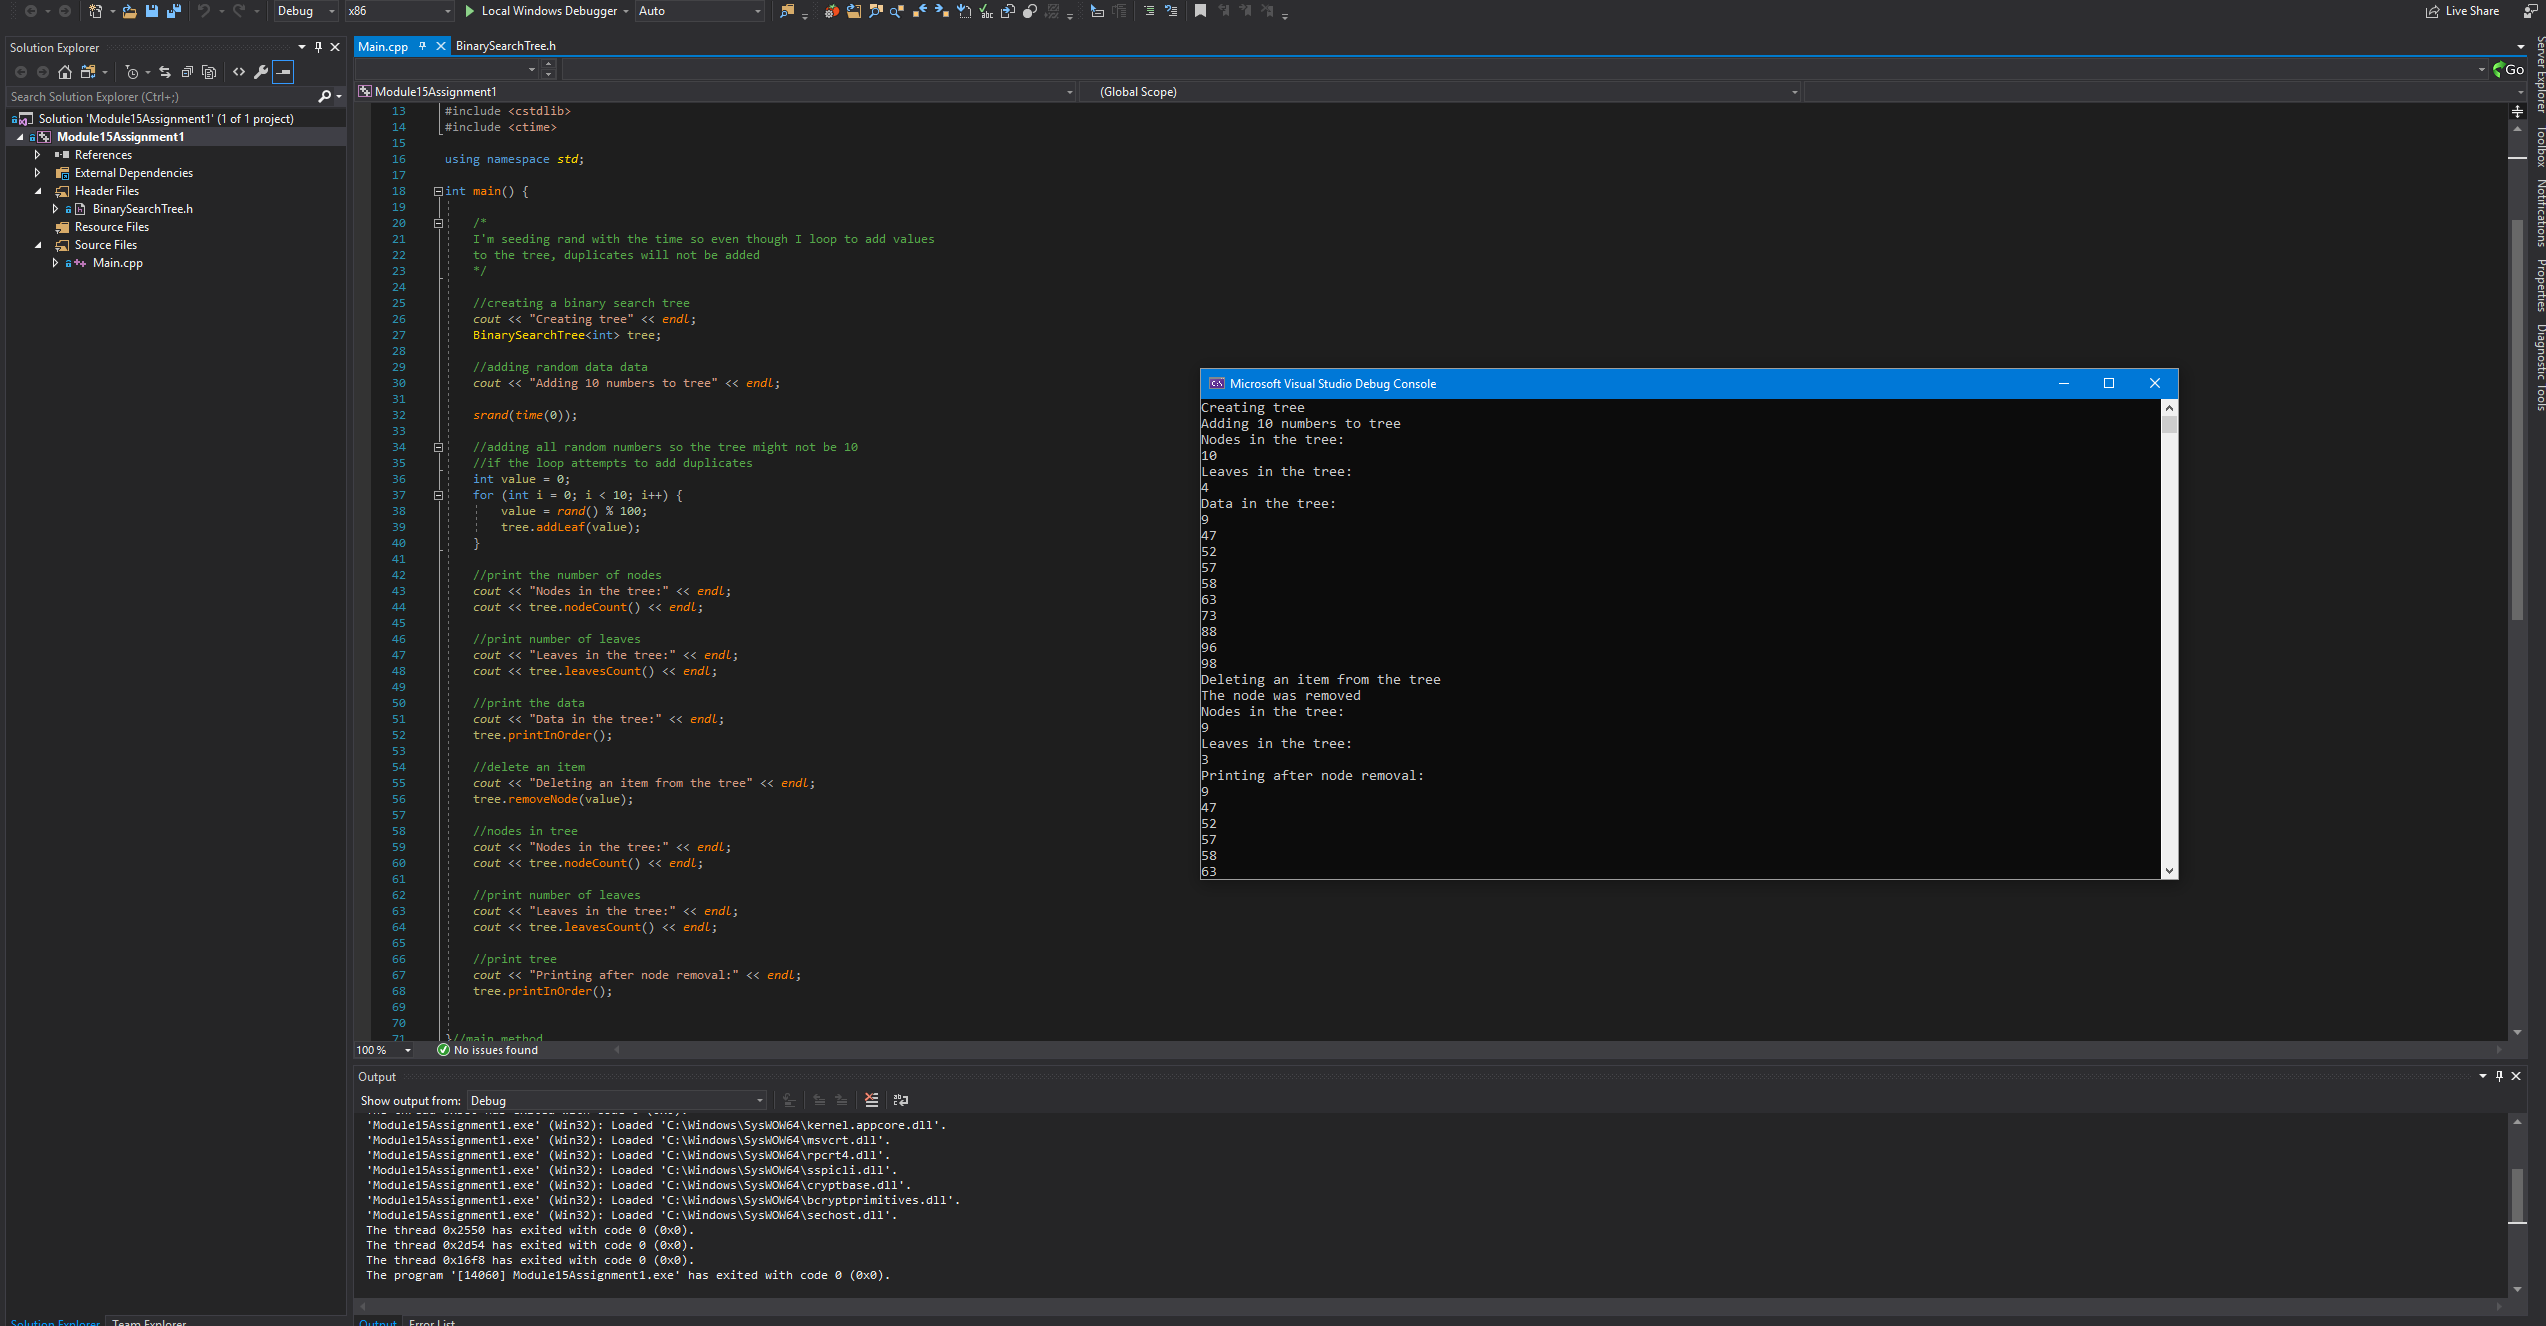 Debug x86 Local Windows Debugger Auto Live Share
Solution Explorer
Search Solution Explorer (Ctrl+;)
Solution 'Module15Assignment1' (1 of 1 project)
Module15Assignment1
References
External Dependencies
Header Files
BinarySearchTree.h
Resource Files
Source Files
Main.cpp
Solution Explorer Team Explorer
Main.cpp BinarySearchTree.h
Go
Module15Assignment1 (Global Scope)
13 #include <cstdlib>
14 #include <ctime>
15
16 using namespace std;
17
18 int main() {
19
20 /*
21 I'm seeding rand with the time so even though I loop to add values
22 to the tree, duplicates will not be added
23 */
24
25 //creating a binary search tree
26 cout << "Creating tree" << endl;
27 BinarySearchTree<int> tree;
28
29 //adding random data data
30 cout << "Adding 10 numbers to tree" << endl;
31
32 srand(time(0));
33
34 //adding all random numbers so the tree might not be 10
35 //if the loop attempts to add duplicates
36 int value = 0;
37 for (int i = 0; i < 10; i++) {
38 value = rand() % 100;
39 tree.addLeaf(value);
40 }
41
42 //print the number of nodes
43 cout << "Nodes in the tree:" << endl;
44 cout << tree.nodeCount() << endl;
45
46 //print number of leaves
47 cout << "Leaves in the tree:" << endl;
48 cout << tree.leavesCount() << endl;
49
50 //print the data
51 cout << "Data in the tree:" << endl;
52 tree.printInOrder();
53
54 //delete an item
55 cout << "Deleting an item from the tree" << endl;
56 tree.removeNode(value);
57
58 //nodes in tree
59 cout << "Nodes in the tree:" << endl;
60 cout << tree.nodeCount() << endl;
61
62 //print number of leaves
63 cout << "Leaves in the tree:" << endl;
64 cout << tree.leavesCount() << endl;
65
66 //print tree
67 cout << "Printing after node removal:" << endl;
68 tree.printInOrder();
69
70
71 }//main method
100 % No issues found
Microsoft Visual Studio Debug Console
Creating tree
Adding 10 numbers to tree
Nodes in the tree:
10
Leaves in the tree:
4
Data in the tree:
9
47
52
57
58
63
73
88
96
98
Deleting an item from the tree
The node was removed
Nodes in the tree:
9
Leaves in the tree:
3
Printing after node removal:
9
47
52
57
58
63
Output
Show output from: Debug
'Module15Assignment1.exe' (Win32): Loaded 'C:\Windows\SysWOW64\kernel.appcore.dll'.
'Module15Assignment1.exe' (Win32): Loaded 'C:\Windows\SysWOW64\msvcrt.dll'.
'Module15Assignment1.exe' (Win32): Loaded 'C:\Windows\SysWOW64\rpcrt4.dll'.
'Module15Assignment1.exe' (Win32): Loaded 'C:\Windows\SysWOW64\sspicli.dll'.
'Module15Assignment1.exe' (Win32): Loaded 'C:\Windows\SysWOW64\cryptbase.dll'.
'Module15Assignment1.exe' (Win32): Loaded 'C:\Windows\SysWOW64\bcryptprimitives.dll'.
'Module15Assignment1.exe' (Win32): Loaded 'C:\Windows\SysWOW64\sechost.dll'.
The thread 0x2550 has exited with code 0 (0x0).
The thread 0x2d54 has exited with code 0 (0x0).
The thread 0x16f8 has exited with code 0 (0x0).
The program '[14060] Module15Assignment1.exe' has exited with code 0 (0x0).
Output Error List
Server Explorer
Toolbox
Notifications
Properties
Diagnostic Tools